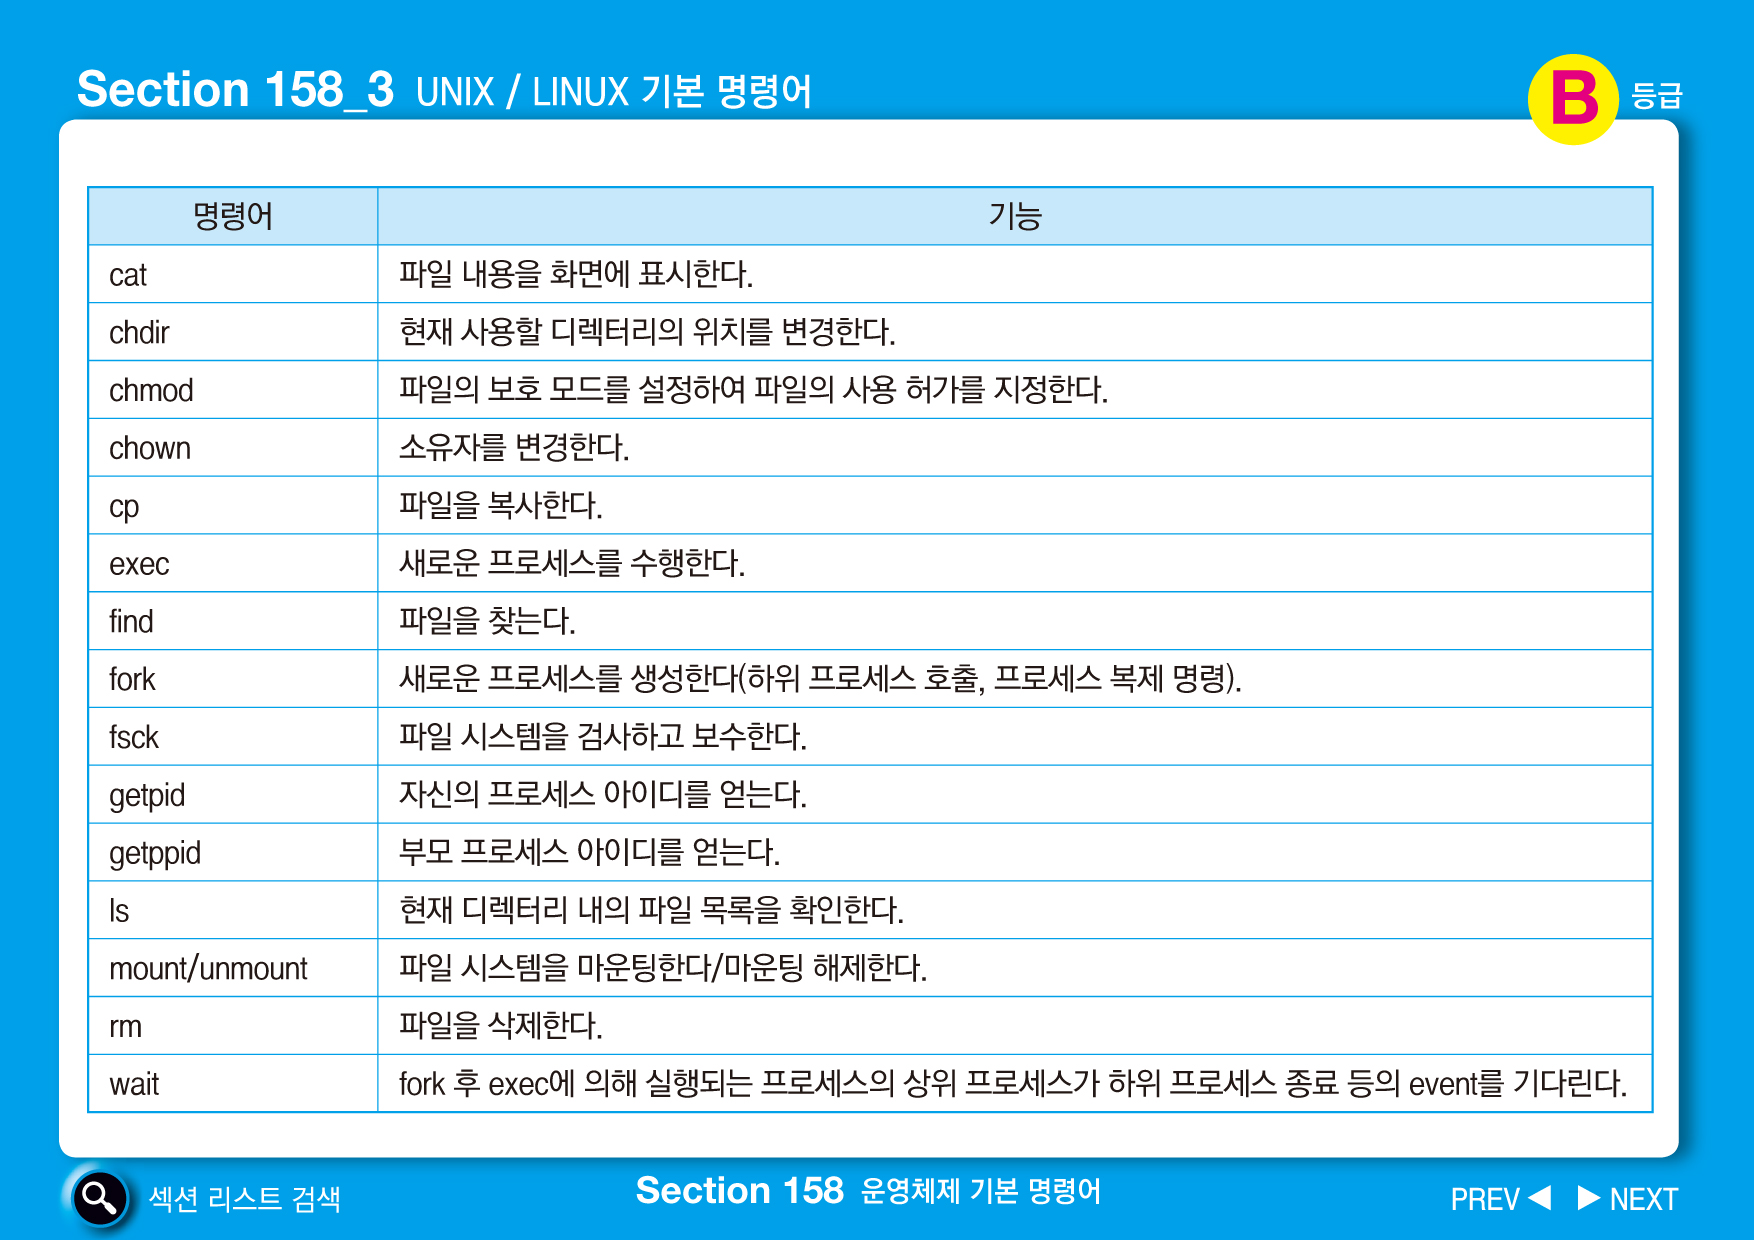 Section 158_3 UNIX / LINUX 기본 명령어
B 등급
명령어 기능
cat 파일 내용을 화면에 표시한다.
chdir 현재 사용할 디렉터리의 위치를 변경한다.
chmod 파일의 보호 모드를 설정하여 파일의 사용 허가를 지정한다.
chown 소유자를 변경한다.
cp 파일을 복사한다.
exec 새로운 프로세스를 수행한다.
find 파일을 찾는다.
fork 새로운 프로세스를 생성한다(하위 프로세스 호출, 프로세스 복제 명령).
fsck 파일 시스템을 검사하고 보수한다.
getpid 자신의 프로세스 아이디를 얻는다.
getppid 부모 프로세스 아이디를 얻는다.
ls 현재 디렉터리 내의 파일 목록을 확인한다.
mount/unmount 파일 시스템을 마운팅한다/마운팅 해제한다.
rm 파일을 삭제한다.
wait fork 후 exec에 의해 실행되는 프로세스의 상위 프로세스가 하위 프로세스 종료 등의 event를 기다린다.
섹션 리스트 검색
Section 158 운영체제 기본 명령어
PREV ◀ ▶ NEXT